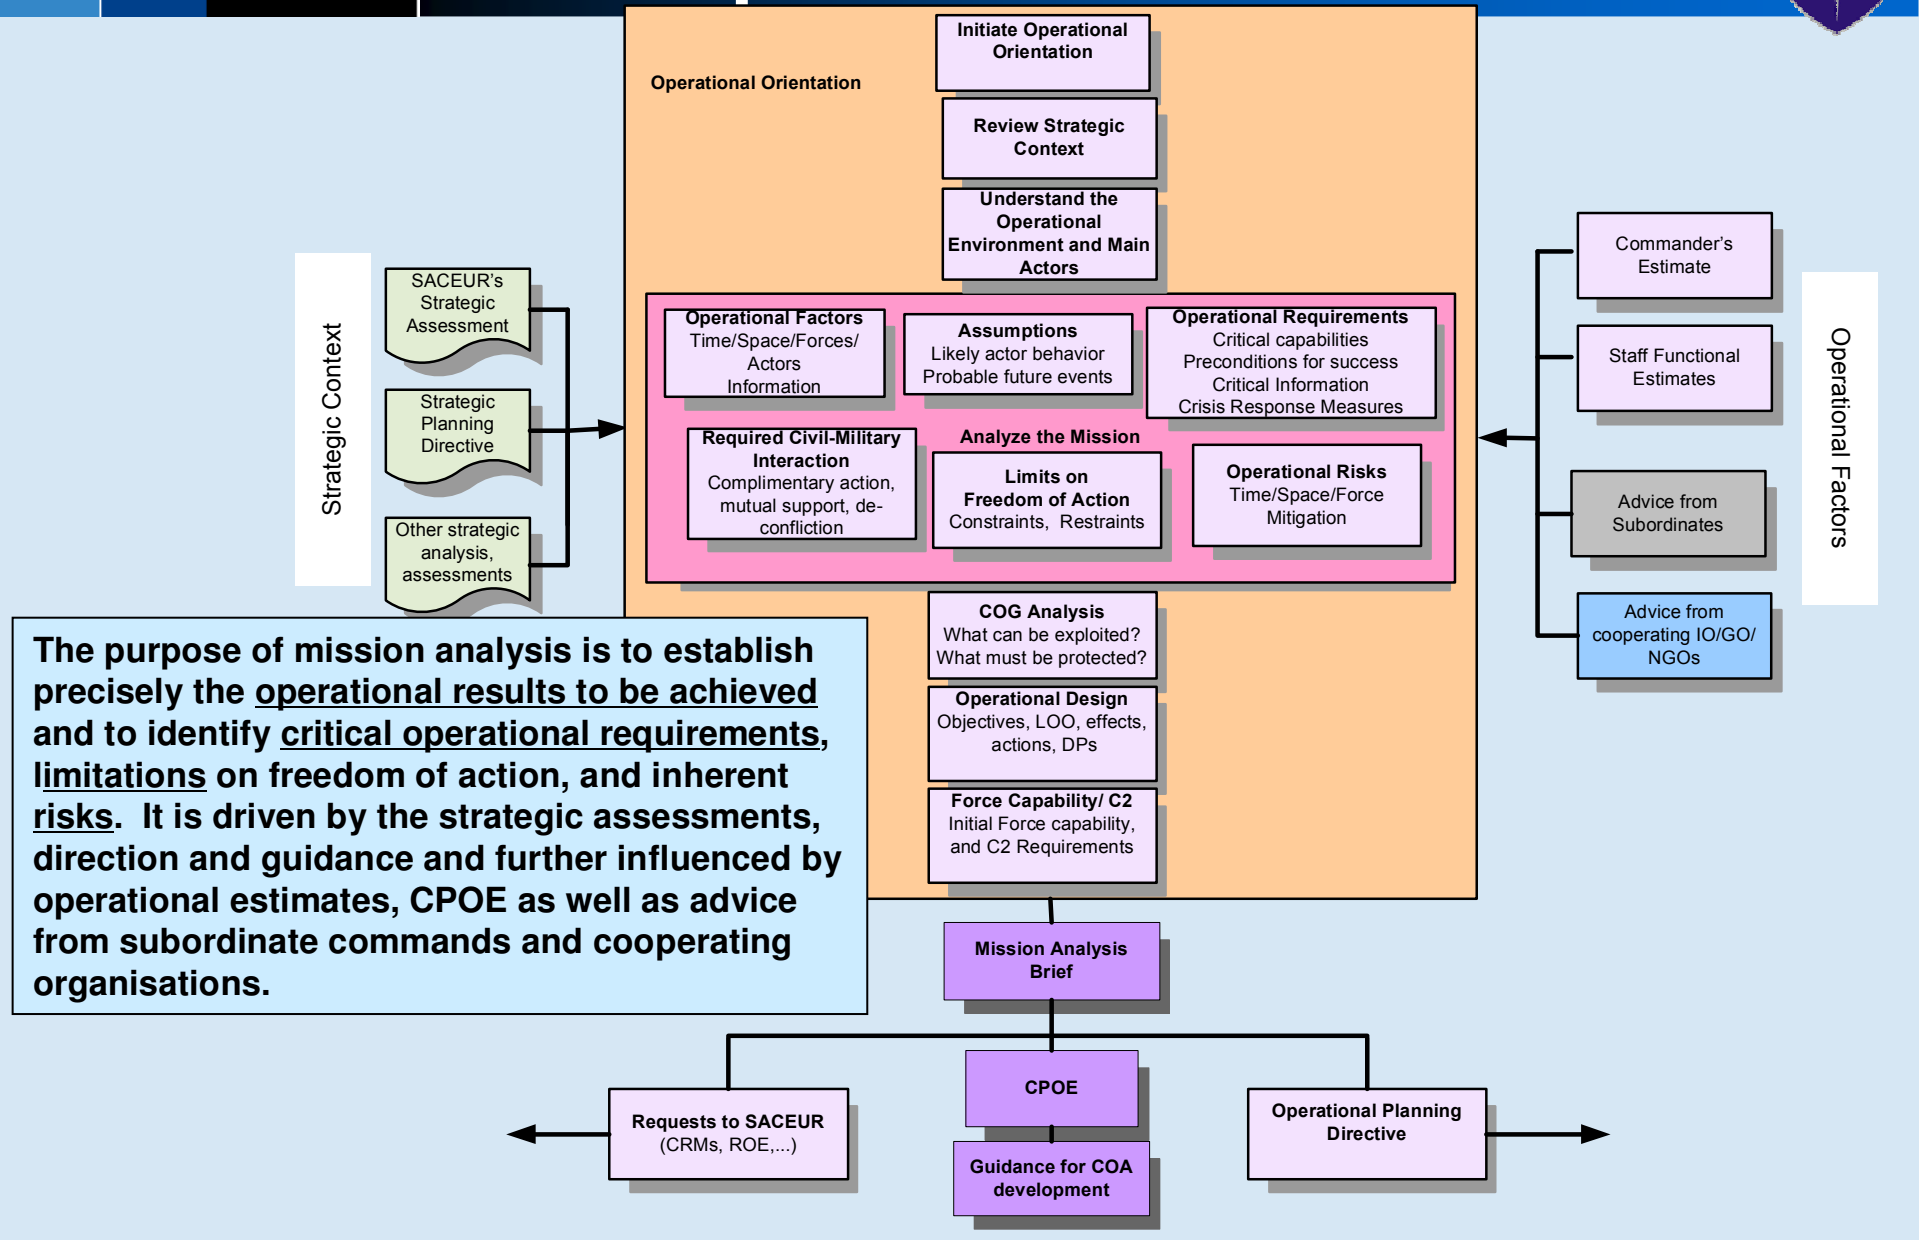 Initiate Operational
Orientation
Operational Orientation
Review Strategic
Context
Understand the
Operational
Environment and Main
Actors
Strategic Context
SACEUR's
Strategic
Assessment
Strategic
Planning
Directive
Other strategic
analysis,
assessments
Operational Factors
Time/Space/Forces/
Actors
Information
Assumptions
Likely actor behavior
Probable future events
Operational Requirements
Critical capabilities
Preconditions for success
Critical Information
Crisis Response Measures
Required Civil-Military
Interaction
Complimentary action,
mutual support, de-
confliction
Analyze the Mission
Limits on
Freedom of Action
Constraints, Restraints
Operational Risks
Time/Space/Force
Mitigation
Commander's
Estimate
Staff Functional
Estimates
Advice from
Subordinates
Advice from
cooperating IO/GO/
NGOs
Operational Factors
COG Analysis
What can be exploited?
What must be protected?
Operational Design
Objectives, LOO, effects,
actions, DPs
Force Capability/ C2
Initial Force capability,
and C2 Requirements
The purpose of mission analysis is to establish
precisely the operational results to be achieved
and to identify critical operational requirements,
limitations on freedom of action, and inherent
risks. It is driven by the strategic assessments,
direction and guidance and further influenced by
operational estimates, CPOE as well as advice
from subordinate commands and cooperating
organisations.
Mission Analysis
Brief
Requests to SACEUR
(CRMs, ROE,...)
CPOE
Guidance for COA
development
Operational Planning
Directive